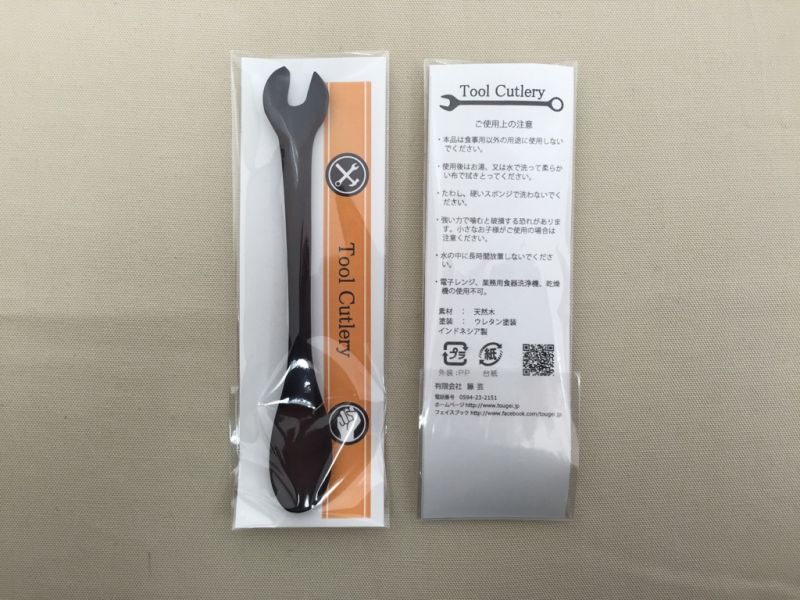 Tool Cutlery
Tool Cutlery
ご使用上の注意
・本品は食事用以外の用途に使用しない
でください。
・使用後はお湯、又は水で洗って柔らか
い布で拭きとってください。
・たわし、硬いスポンジで洗わないでく
ださい。
・強い力で噛むと破損する恐れがありま
す。小さなお子様がご使用の場合は
注意ください。
・水の中に長時間放置しないでくださ
い。
・電子レンジ、業務用食器洗浄機、乾燥
機の使用不可。
素材 ： 天然木
塗装 ： ウレタン塗装
インドネシア製
プラ 紙
外装:PP 台紙
有限会社 籐芸
電話番号 0594-23-2151
ホームページ http://www.tougei.jp
フェイスブック http://www.facebook.com/tougei.jp